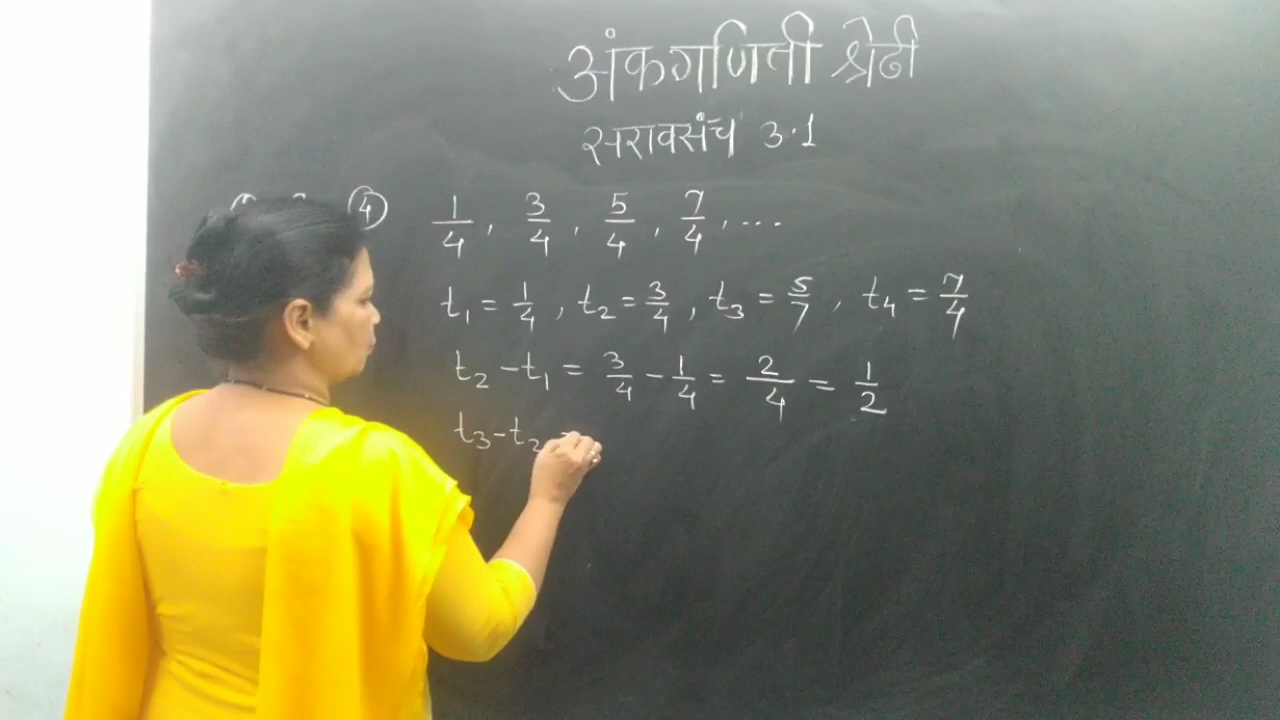 अंकगणिती श्रेढी
सरावसंच 3.1
④ 1/4, 3/4, 5/4, 7/4, ...
t₁ = 1/4, t₂ = 3/4, t₃ = 5/7, t₄ = 7/4
t₂ - t₁ = 3/4 - 1/4 = 2/4 = 1/2
t₃ - t₂